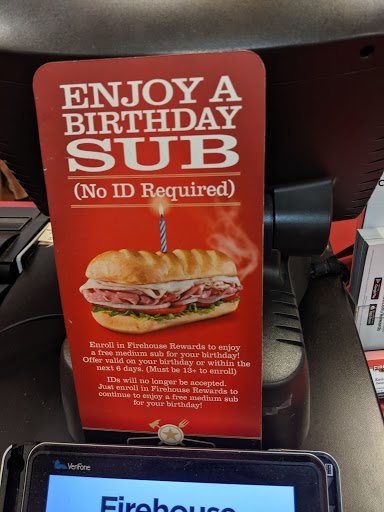 ENJOY A
BIRTHDAY
SUB
(No ID Required)
Enroll in Firehouse Rewards to enjoy
a free medium sub for your birthday!
Offer valid on your birthday or within the
next 6 days. (Must be 13+ to enroll)
IDs will no longer be accepted.
Just enroll in Firehouse Rewards to
continue to enjoy a free medium sub
for your birthday!
Verifone
Firehouse